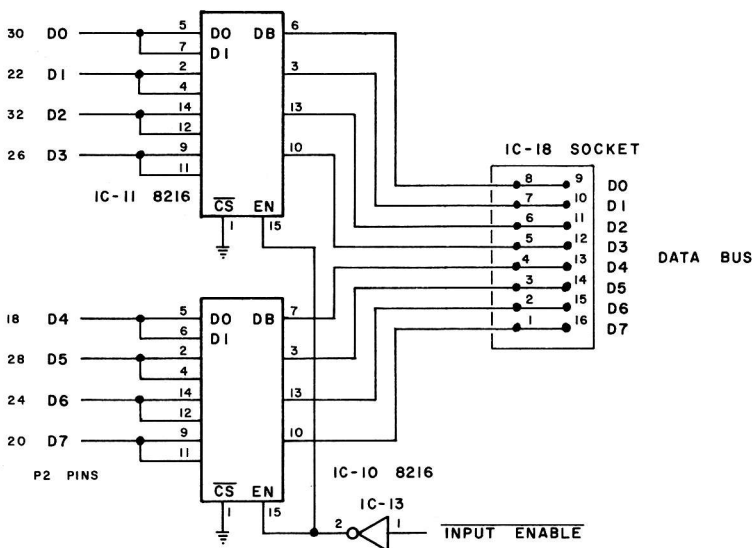 30 D0 5 DO DB 6
7 DI
22 D1 2 3
4
32 D2 14 13
12
26 D3 9 10
11
IC-11 8216
CS EN
1 15
IC-18 SOCKET
8 9 D0
7 10 D1
6 11 D2
5 12 D3
4 13 D4
3 14 D5
2 15 D6
1 16 D7
DATA BUS
18 D4 5 DO DB 7
6 DI
28 D5 2 3
4
24 D6 14 13
12
20 D7 9 10
11
P2 PINS
CS EN
1 15
IC-10 8216
IC-13
2 1 INPUT ENABLE